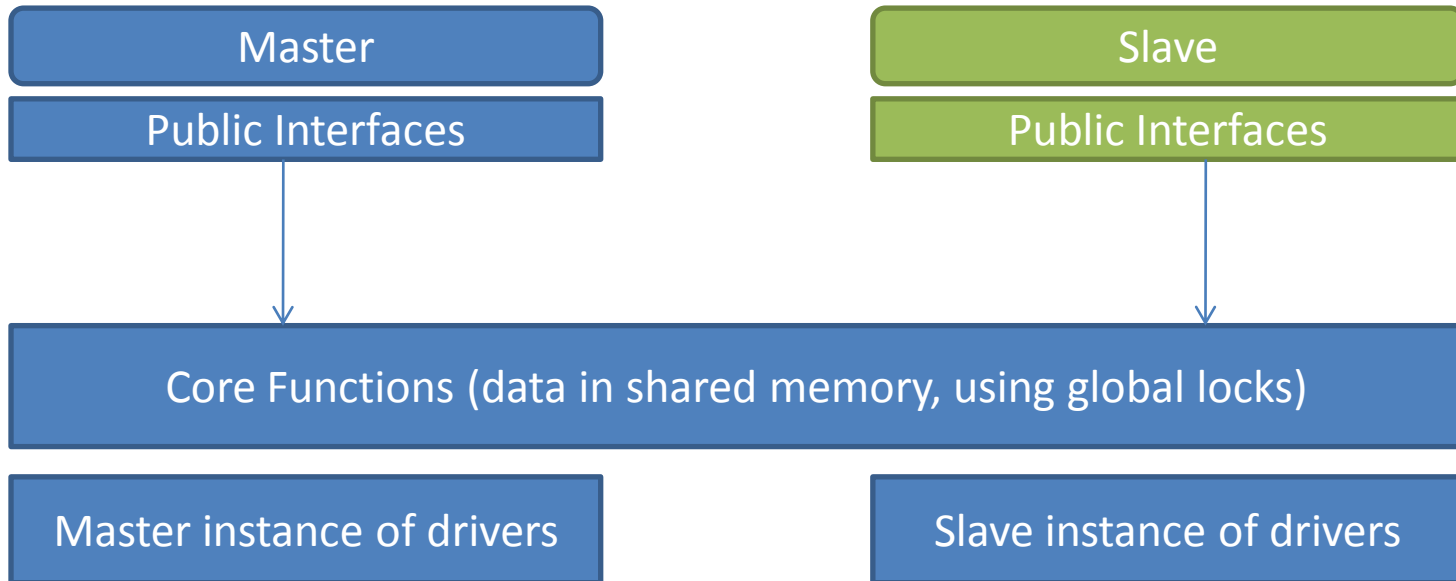 Master
Slave
Public Interfaces
Public Interfaces
Core Functions (data in shared memory, using global locks)
Master instance of drivers
Slave instance of drivers